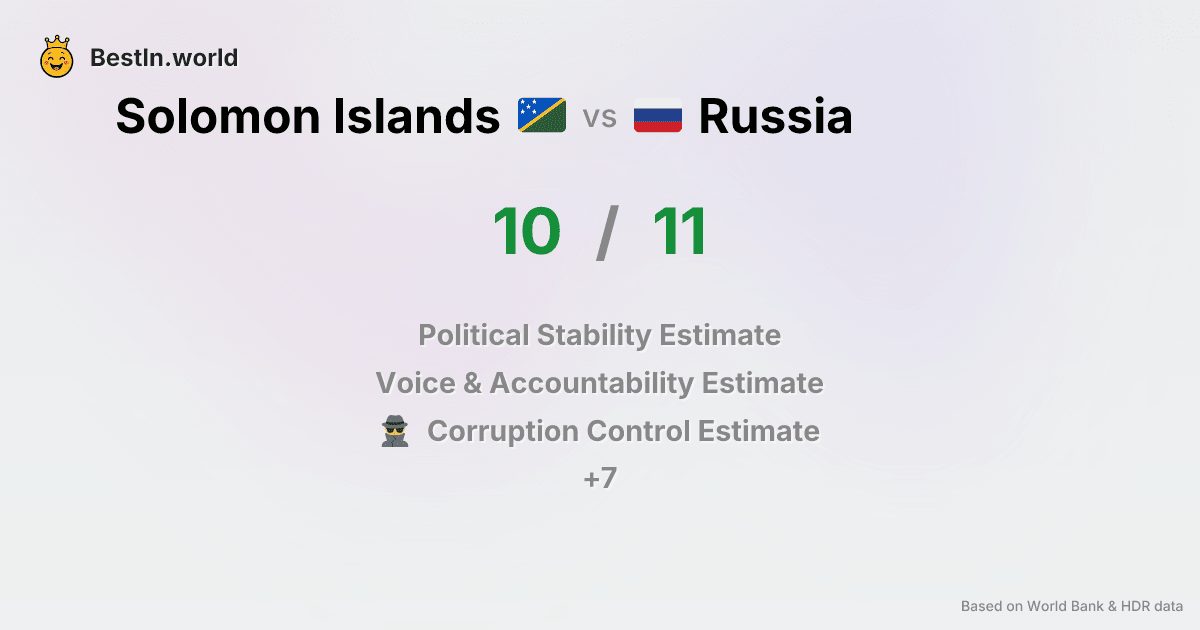 BestIn.world
Solomon Islands vs Russia
10 / 11
Political Stability Estimate
Voice & Accountability Estimate
Corruption Control Estimate
+7
Based on World Bank & HDR data